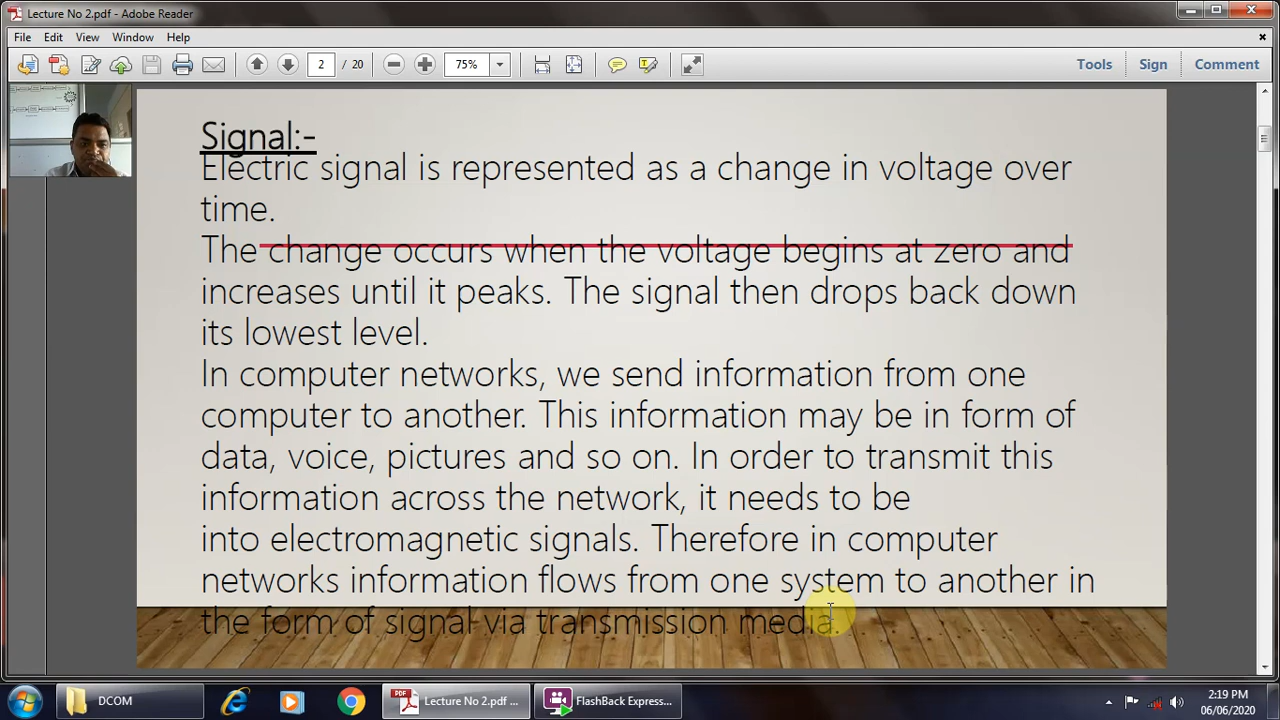 Lecture No 2.pdf - Adobe Reader
File Edit View Window Help
2 / 20 75% Tools Sign Comment
Signal:-
Electric signal is represented as a change in voltage over
time.
The change occurs when the voltage begins at zero and
increases until it peaks. The signal then drops back down
its lowest level.
In computer networks, we send information from one
computer to another. This information may be in form of
data, voice, pictures and so on. In order to transmit this
information across the network, it needs to be
into electromagnetic signals. Therefore in computer
networks information flows from one system to another in
the form of signal via transmission media.
DCOM Lecture No 2.pdf ... FlashBack Express... 2:19 PM
06/06/2020